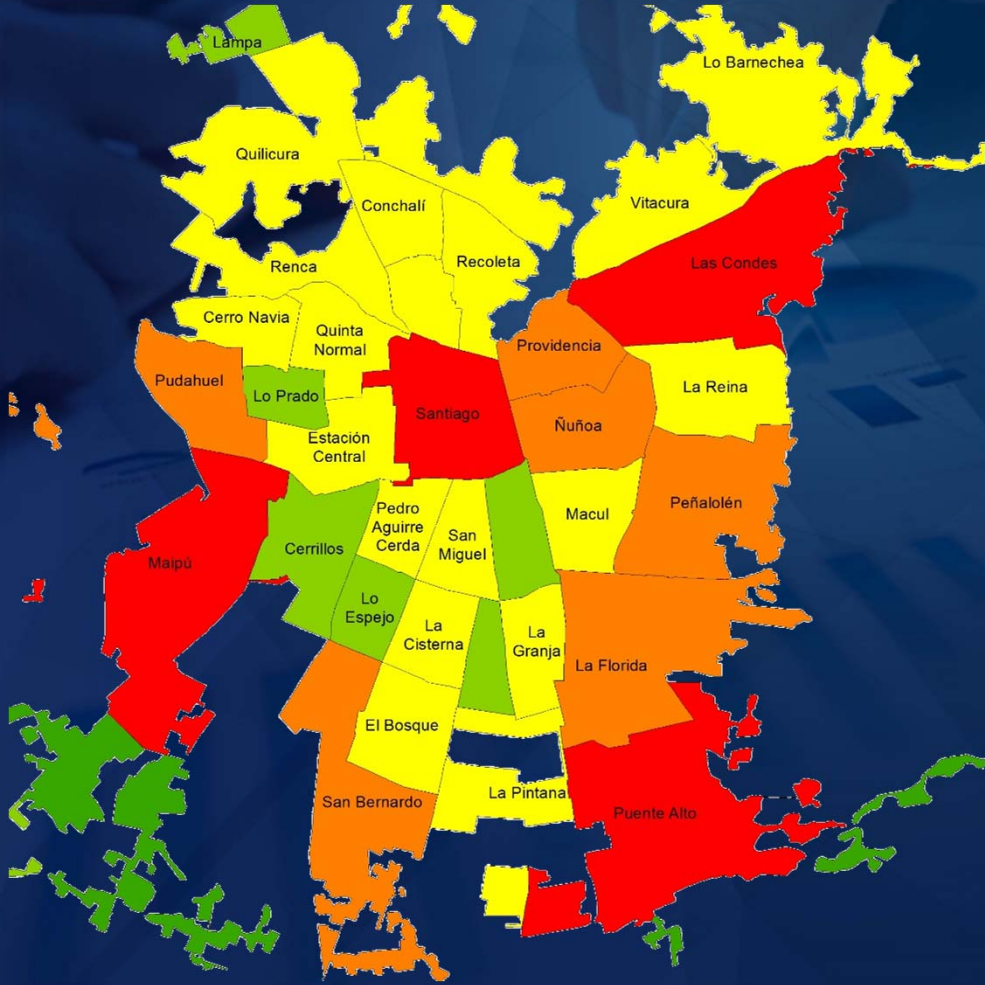 Lampa
Lo Barnechea
Quilicura
Conchalí
Vitacura
Recoleta
Renca
Las Condes
Cerro Navia
Quinta
Normal
Providencia
Pudahuel
La Reina
Lo Prado
Santiago
Ñuñoa
Estación
Central
Peñalolén
Pedro
Aguirre
Cerda
Macul
San
Miguel
Cerrillos
Maipú
Lo
Espejo
La
Cisterna
La
Granja
La Florida
El Bosque
La Pintana
San Bernardo
Puente Alto